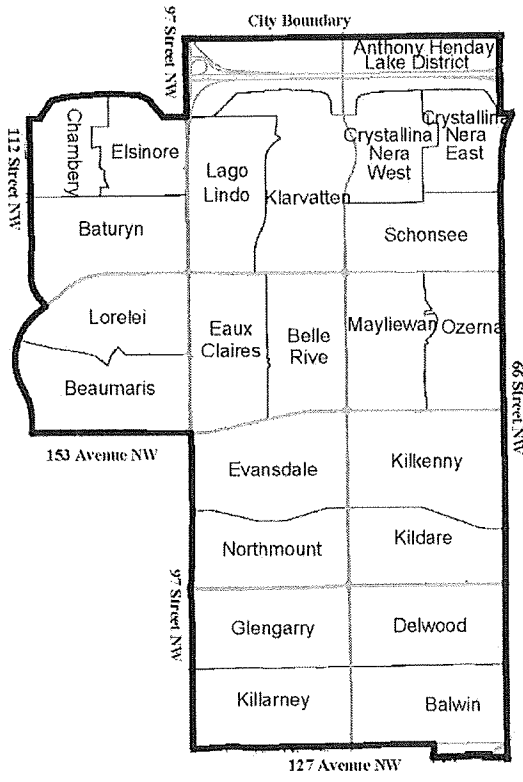 City Boundary
97 Street NW
Anthony Henday
Lake District
112 Street NW
Chambery
Elsinore
Lago
Lindo
Klarvatten
Crystallina
Nera
West
Crystallina
Nera
East
Baturyn
Schonsee
Lorelei
Eaux
Claires
Belle
Rive
Mayliewan
Ozerna
Beaumaris
66 Street NW
153 Avenue NW
Evansdale
Kilkenny
Northmount
Kildare
97 Street NW
Glengarry
Delwood
Killarney
Balwin
127 Avenue NW